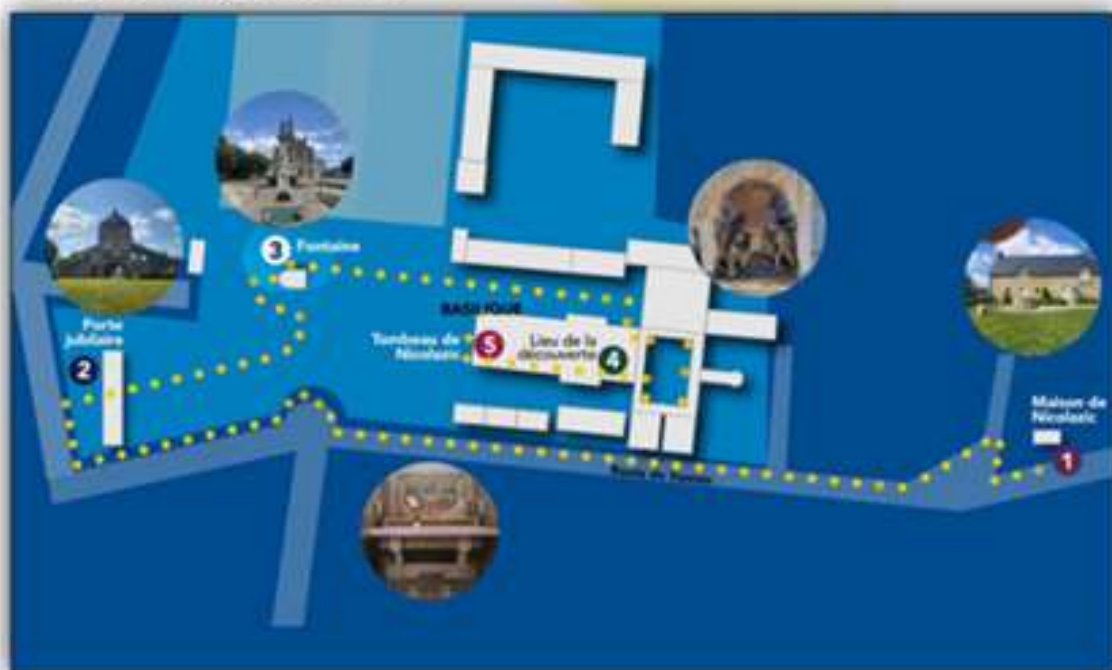 3 Fontaine
BASILIQUE
Porte
jubilaire
2
Tombeau de
Nicolazic
5
Lieu de la
découverte
4
Maison de
Nicolazic
1